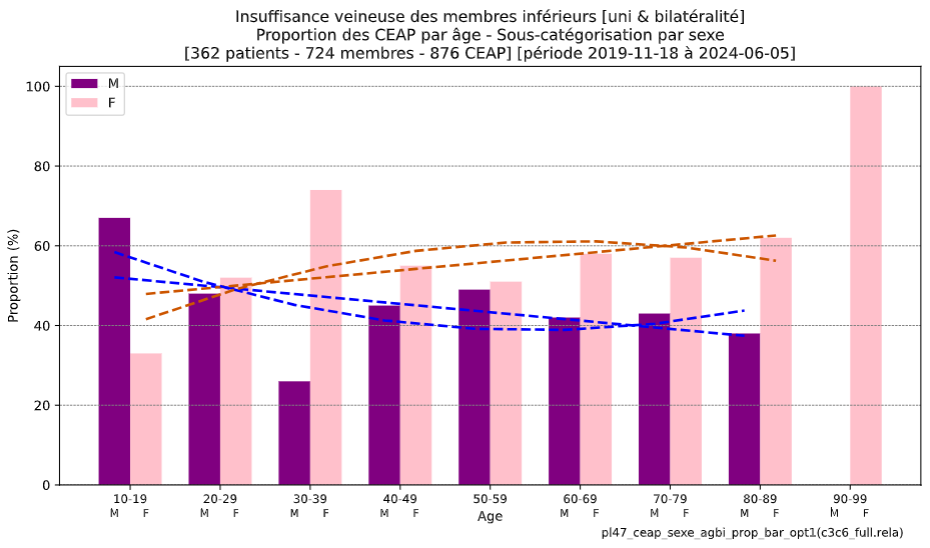 Insuffisance veineuse des membres inférieurs [uni & bilatéralité]
Proportion des CEAP par âge - Sous-catégorisation par sexe
[362 patients - 724 membres - 876 CEAP] [période 2019-11-18 à 2024-06-05]
M
F
100
80
60
40
20
0
Proportion (%)
10-19 20-29 30-39 40-49 50-59 60-69 70-79 80-89 90-99
M F M F M F M F M F M F M F M F M F
Age
pl47_ceap_sexe_agbi_prop_bar_opt1(c3c6_full.rela)